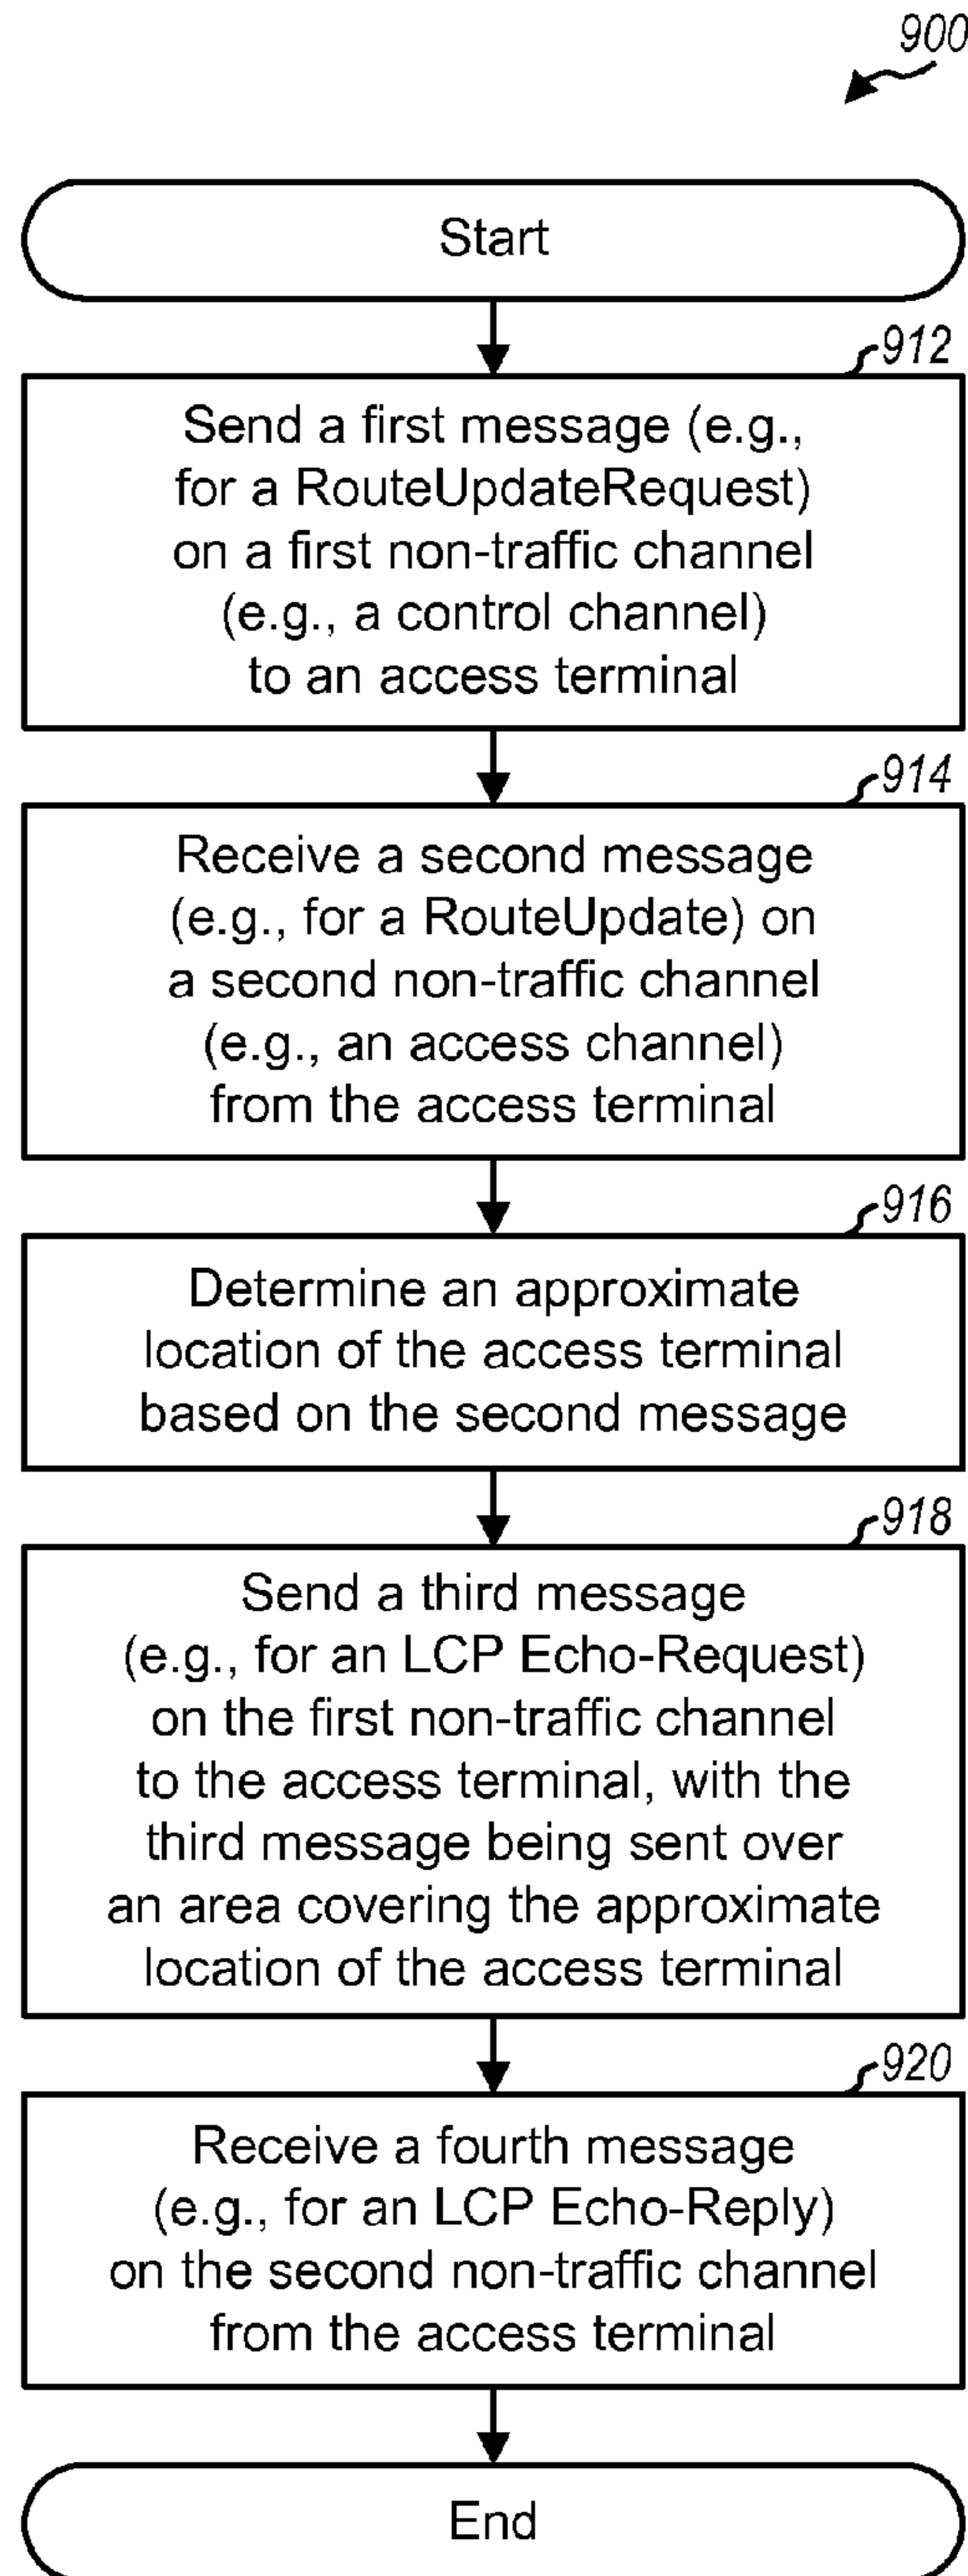 900
Start
912
Send a first message (e.g.,
for a RouteUpdateRequest)
on a first non-traffic channel
(e.g., a control channel)
to an access terminal
914
Receive a second message
(e.g., for a RouteUpdate) on
a second non-traffic channel
(e.g., an access channel)
from the access terminal
916
Determine an approximate
location of the access terminal
based on the second message
918
Send a third message
(e.g., for an LCP Echo-Request)
on the first non-traffic channel
to the access terminal, with the
third message being sent over
an area covering the approximate
location of the access terminal
920
Receive a fourth message
(e.g., for an LCP Echo-Reply)
on the second non-traffic channel
from the access terminal
End